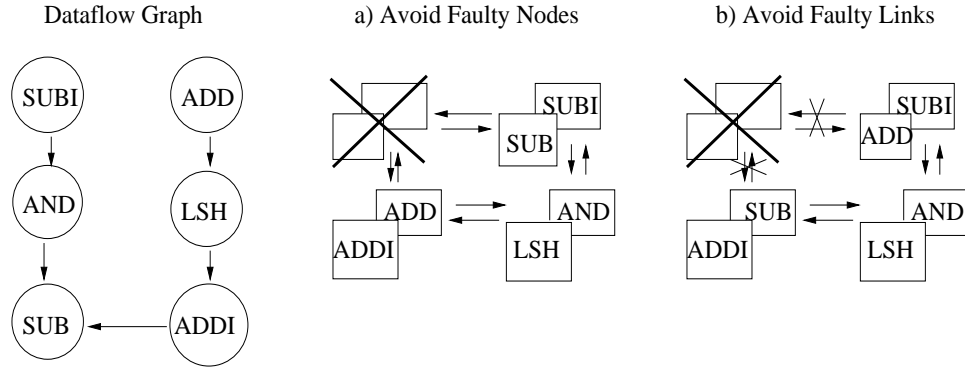 Dataflow Graph
SUBI
ADD
AND
LSH
SUB
ADDI
a) Avoid Faulty Nodes
SUBI
SUB
ADD
AND
ADDI
LSH
b) Avoid Faulty Links
SUBI
ADD
SUB
AND
ADDI
LSH